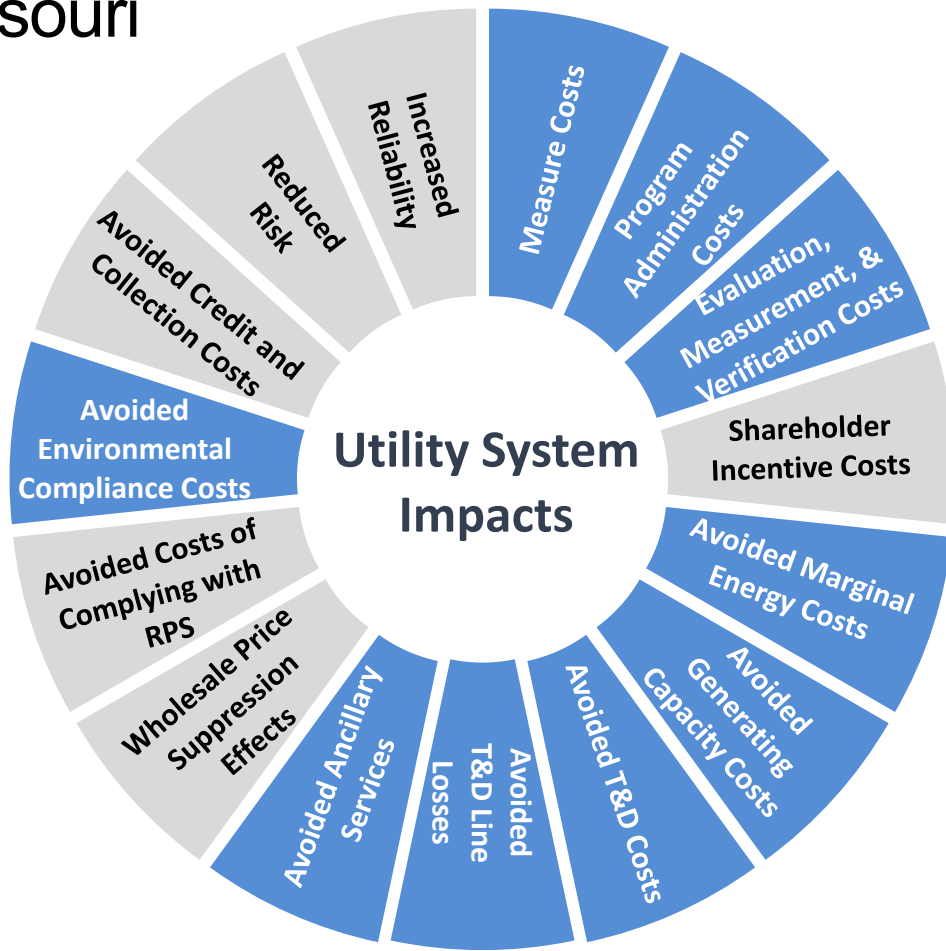 souri
Measure Costs
Program
Administration
Costs
Evaluation,
Measurement, &
Verification Costs
Shareholder
Incentive Costs
Avoided Marginal
Energy Costs
Avoided
Generating
Capacity Costs
Avoided T&D Costs
Avoided
T&D Line
Losses
Avoided Ancillary
Services
Wholesale Price
Suppression
Effects
Avoided Costs of
Complying with
RPS
Avoided
Environmental
Compliance Costs
Avoided Credit and
Collection Costs
Reduced
Risk
Increased
Reliability
Utility System
Impacts